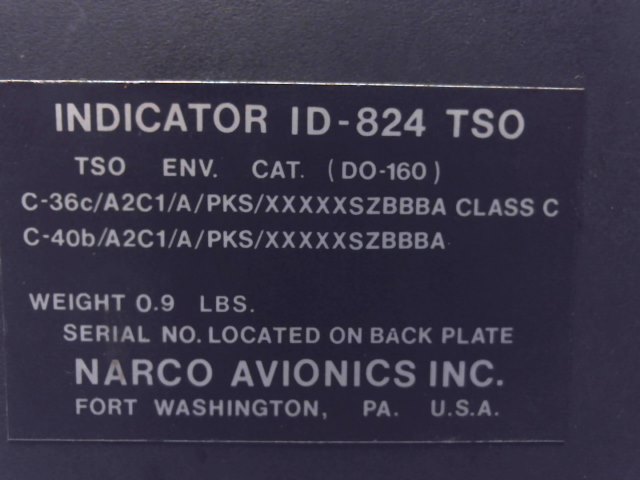 INDICATOR ID-824 TSO
TSO ENV. CAT. (DO-160)
C-36c/A2C1/A/PKS/XXXXXSZBBBA CLASS C
C-40b/A2C1/A/PKS/XXXXXSZBBBA
WEIGHT 0.9 LBS.
SERIAL NO. LOCATED ON BACK PLATE
NARCO AVIONICS INC.
FORT WASHINGTON, PA. U.S.A.